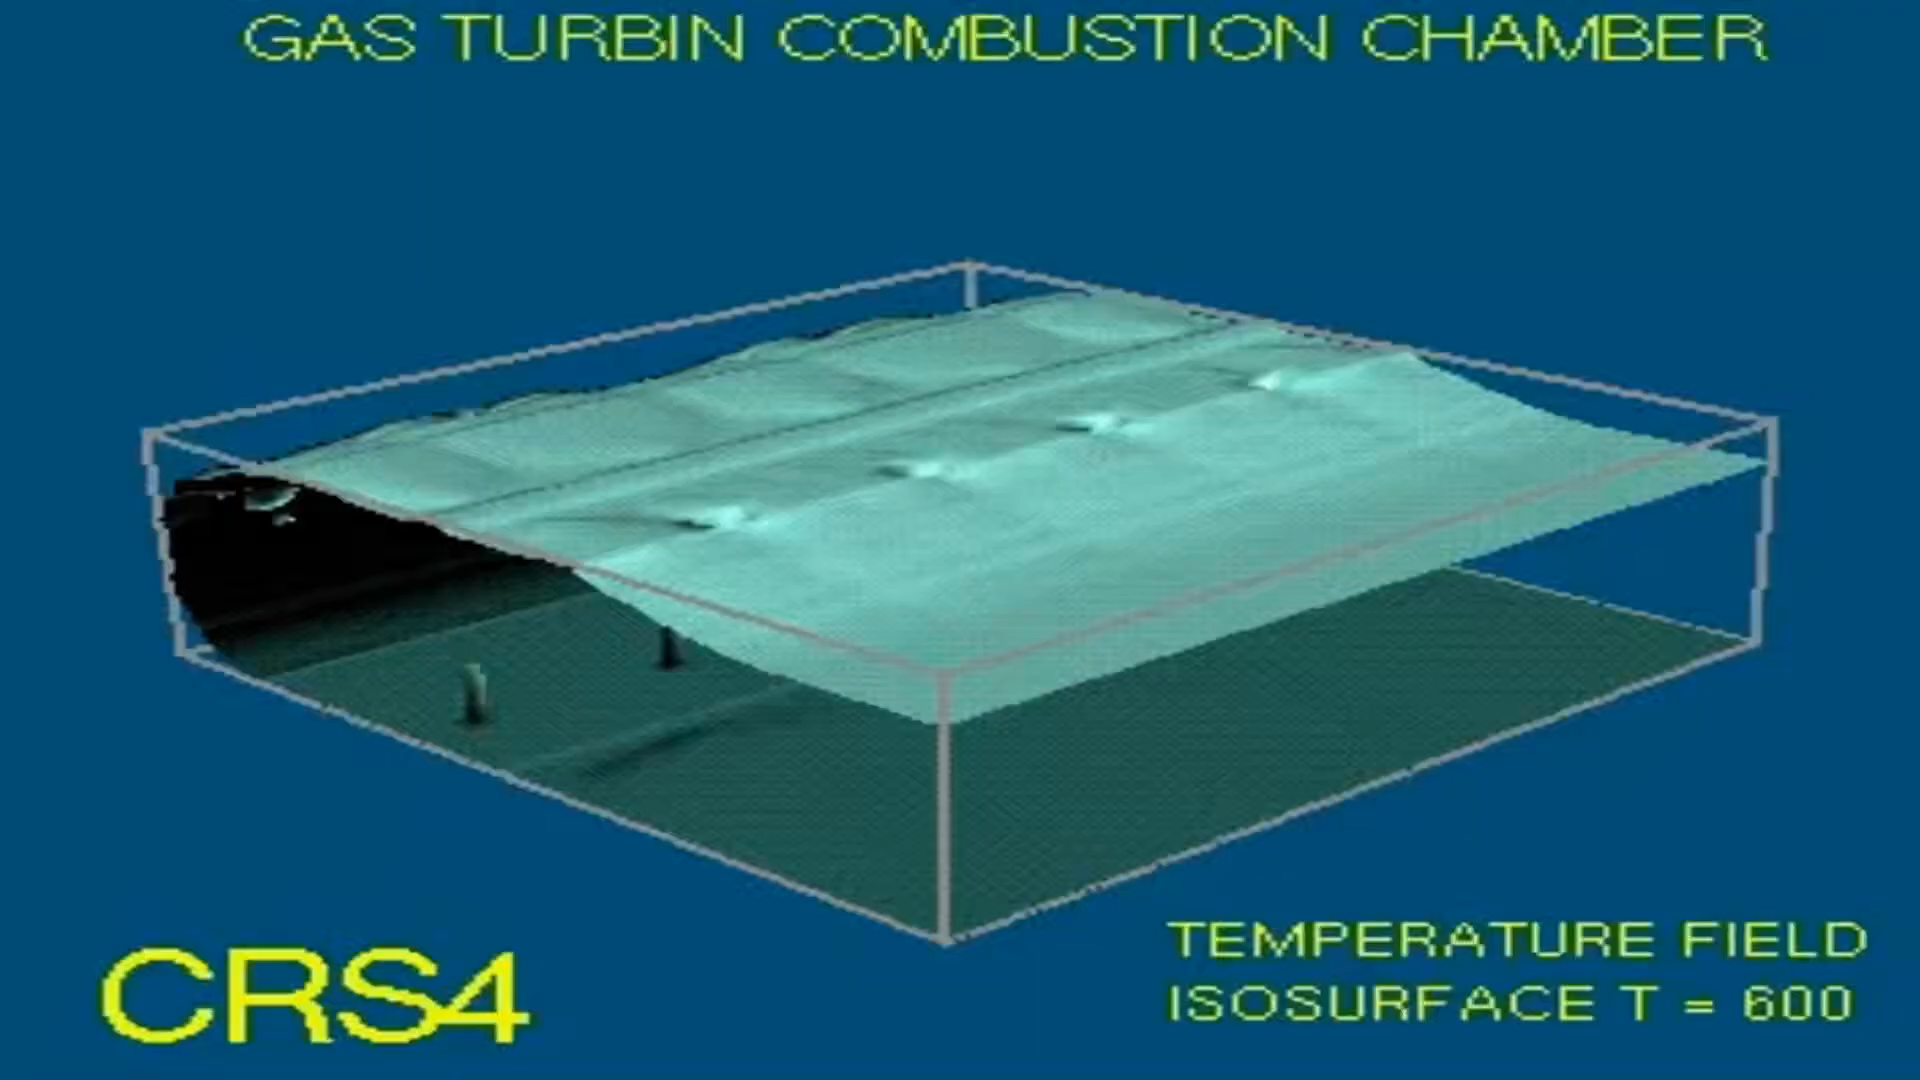 GAS TURBIN COMBUSTION CHAMBER
CRS4
TEMPERATURE FIELD
ISOSURFACE T = 600